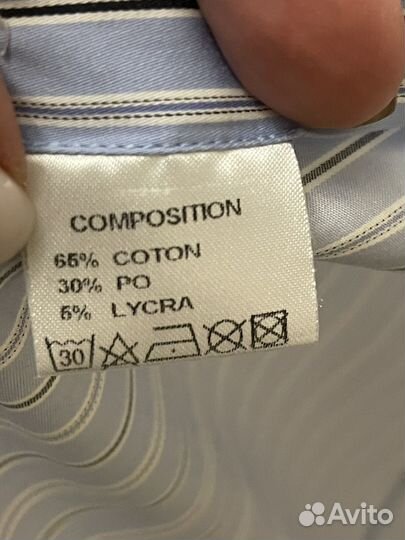 COMPOSITION
65% COTON
30% PO
5% LYCRA
30
Avito